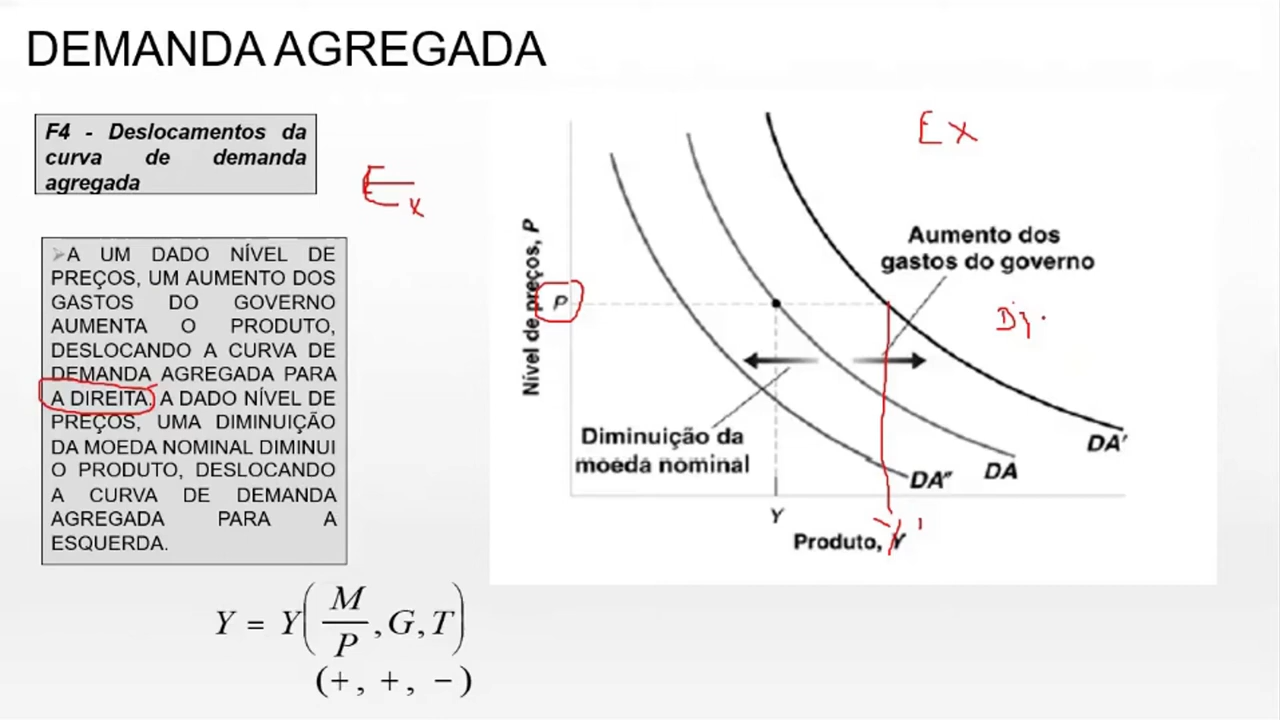 DEMANDA AGREGADA
F4 - Deslocamentos da
curva de demanda
agregada
Ex
➢A UM DADO NÍVEL DE
PREÇOS, UM AUMENTO DOS
GASTOS DO GOVERNO
AUMENTA O PRODUTO,
DESLOCANDO A CURVA DE
DEMANDA AGREGADA PARA
A DIREITA. A DADO NÍVEL DE
PREÇOS, UMA DIMINUIÇÃO
DA MOEDA NOMINAL DIMINUI
O PRODUTO, DESLOCANDO
A CURVA DE DEMANDA
AGREGADA PARA A
ESQUERDA.
Y = Y(M/P, G, T)
(+, +, −)
Ex
Nível de preços, P
P
Aumento dos
gastos do governo
Diminuição da
moeda nominal
DA'
DA
DA"
Y
Y'
Produto, Y